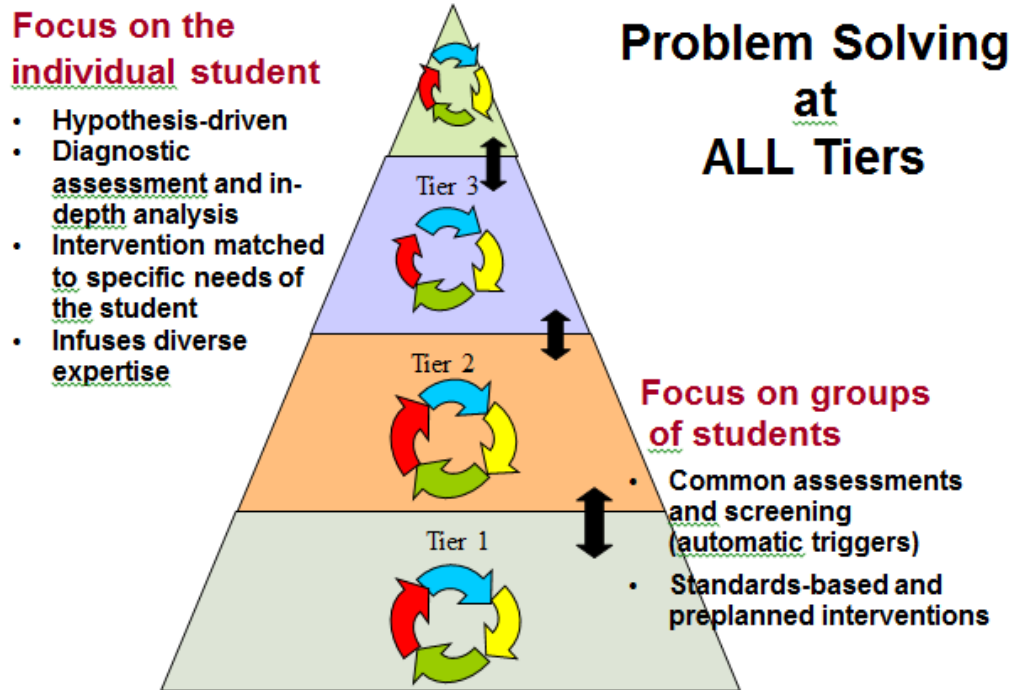 Problem Solving
at
ALL Tiers
Focus on the
individual student
• Hypothesis-driven
• Diagnostic
assessment and in-
depth analysis
• Intervention matched
to specific needs of
the student
• Infuses diverse
expertise
Tier 3
Tier 2
Tier 1
Focus on groups
of students
• Common assessments
and screening
(automatic triggers)
• Standards-based and
preplanned interventions